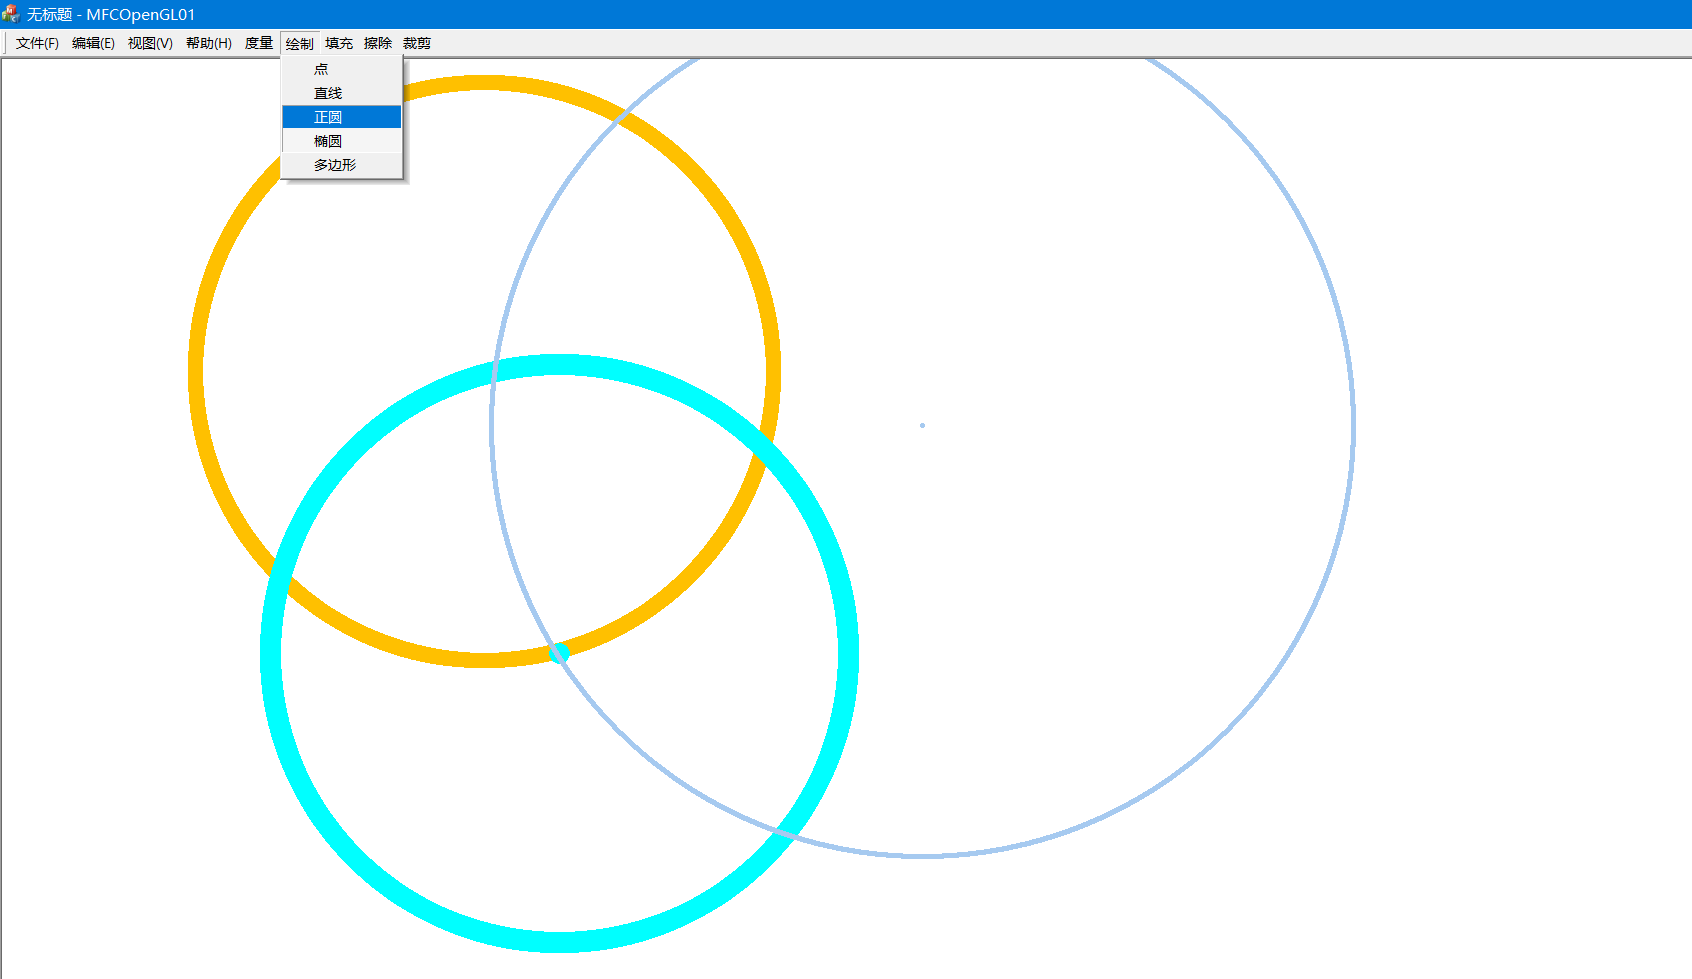 无标题 - MFCOpenGL01
文件(F) 编辑(E) 视图(V) 帮助(H) 度量 绘制 填充 擦除 裁剪
点
直线
正圆
椭圆
多边形